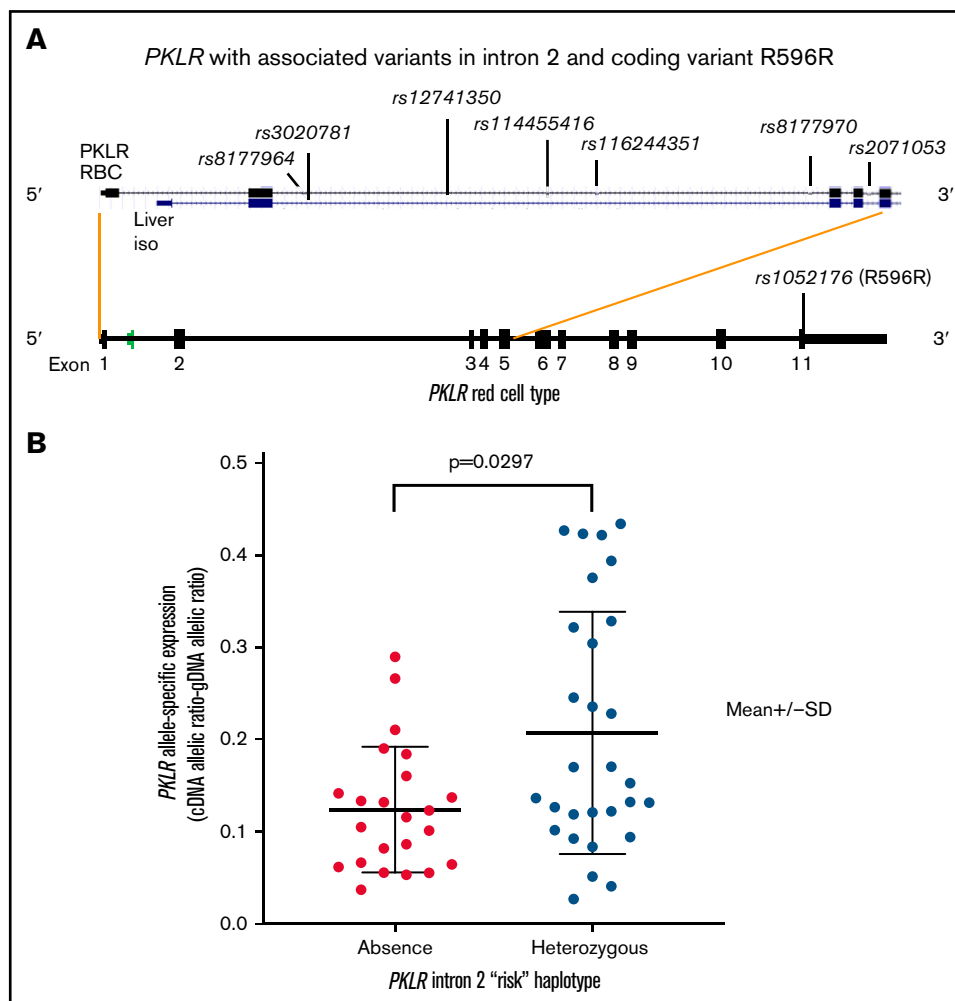 A
PKLR with associated variants in intron 2 and coding variant R596R
rs12741350
rs3020781
rs114455416
rs8177970
rs8177964
rs116244351
rs2071053
PKLR
RBC
5′
3′
Liver
iso
rs1052176 (R596R)
5′
3′
Exon 1 2 3 4 5 6 7 8 9 10 11
PKLR red cell type
B
p=0.0297
0.5
0.4
0.3
0.2
0.1
0.0
PKLR allele-specific expression
(cDNA allelic ratio-gDNA allelic ratio)
Mean+/−SD
Absence
Heterozygous
PKLR intron 2 “risk” haplotype